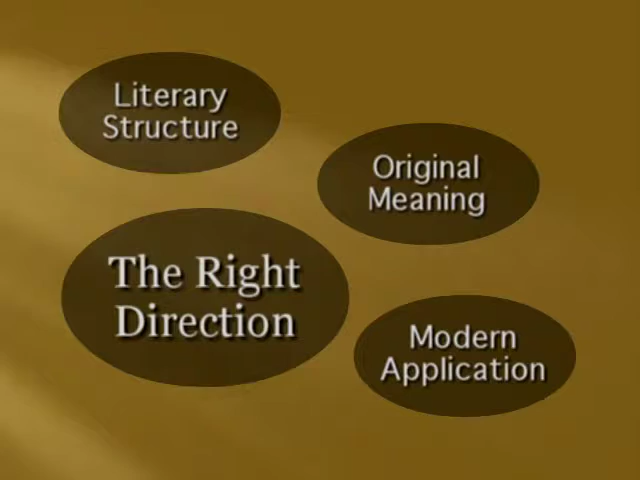 Literary
Structure
Original
Meaning
The Right
Direction
Modern
Application